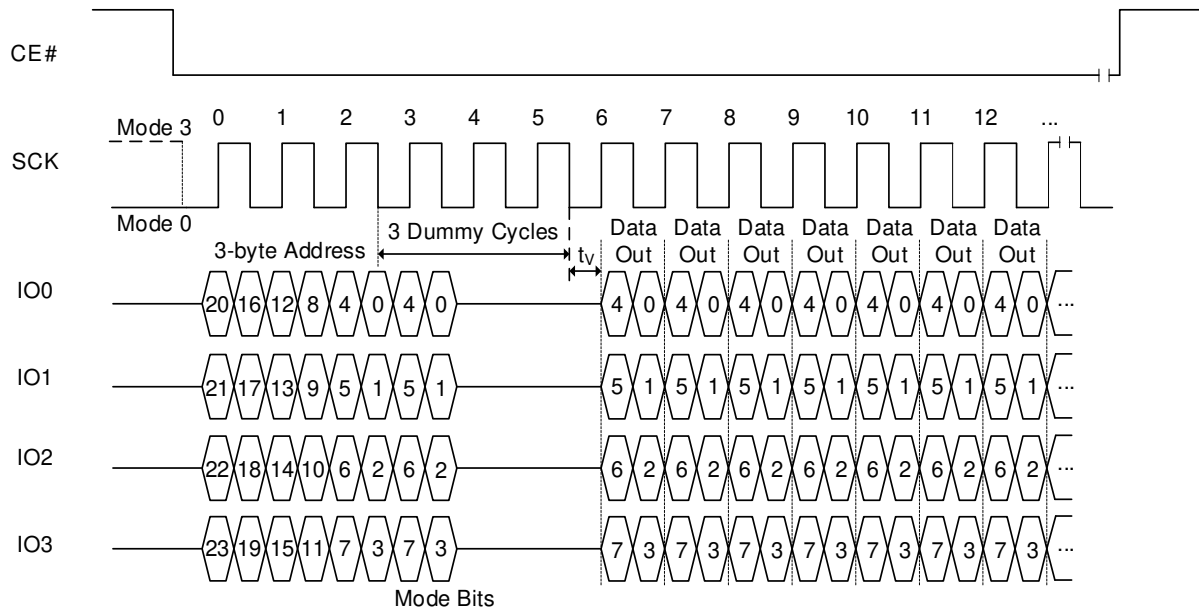 CE#
0 1 2 3 4 5 6 7 8 9 10 11 12 ...
Mode 3
SCK
Mode 0
3 Dummy Cycles
Data Data Data Data Data Data Data
3-byte Address
tV
Out Out Out Out Out Out Out
IO0
20 16 12 8 4 0 4 0 4 0 4 0 4 0 4 0 4 0 4 0 4 0 ...
IO1
21 17 13 9 5 1 5 1 5 1 5 1 5 1 5 1 5 1 5 1 5 1 ...
IO2
22 18 14 10 6 2 6 2 6 2 6 2 6 2 6 2 6 2 6 2 6 2 ...
IO3
23 19 15 11 7 3 7 3 7 3 7 3 7 3 7 3 7 3 7 3 7 3 ...
Mode Bits